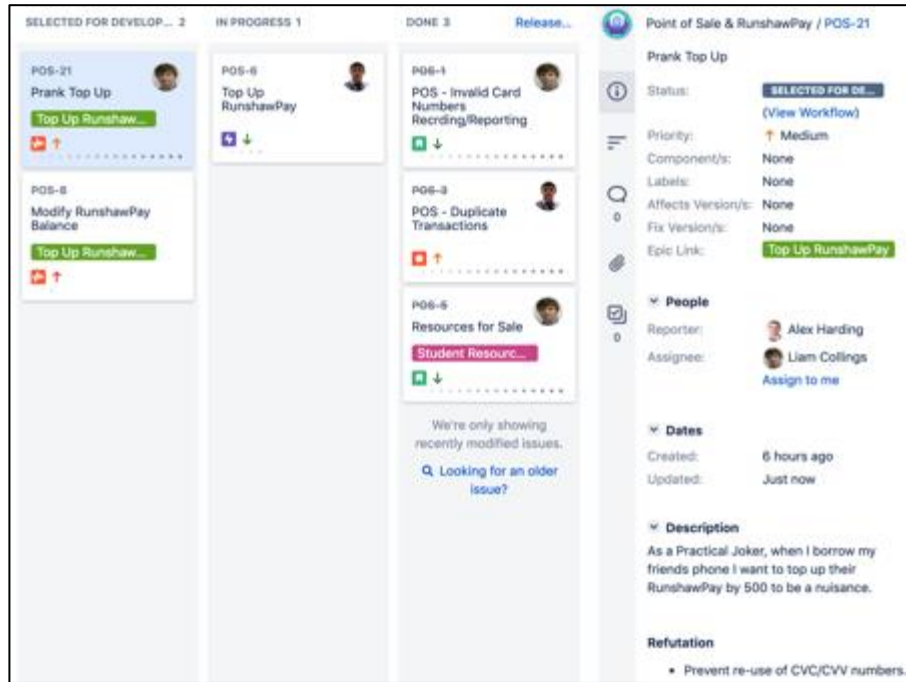 SELECTED FOR DEVELOP... 2
POS-21
Prank Top Up
Top Up Runshaw...
POS-8
Modify RunshawPay
Balance
Top Up Runshaw...
IN PROGRESS 1
POS-6
Top Up
RunshawPay
DONE 3
Release...
POS-1
POS - Invalid Card
Numbers
Recrding/Reporting
POS-3
POS - Duplicate
Transactions
POS-5
Resources for Sale
Student Resourc...
We're only showing
recently modified issues.
Looking for an older
issue?
0
0
Point of Sale & RunshawPay / POS-21
Prank Top Up
Status: SELECTED FOR DE...
(View Workflow)
Priority: Medium
Component/s: None
Labels: None
Affects Version/s: None
Fix Version/s: None
Epic Link: Top Up RunshawPay
People
Reporter: Alex Harding
Assignee: Liam Collings
Assign to me
Dates
Created: 6 hours ago
Updated: Just now
Description
As a Practical Joker, when I borrow my
friends phone I want to top up their
RunshawPay by 500 to be a nuisance.
Refutation
• Prevent re-use of CVC/CVV numbers.